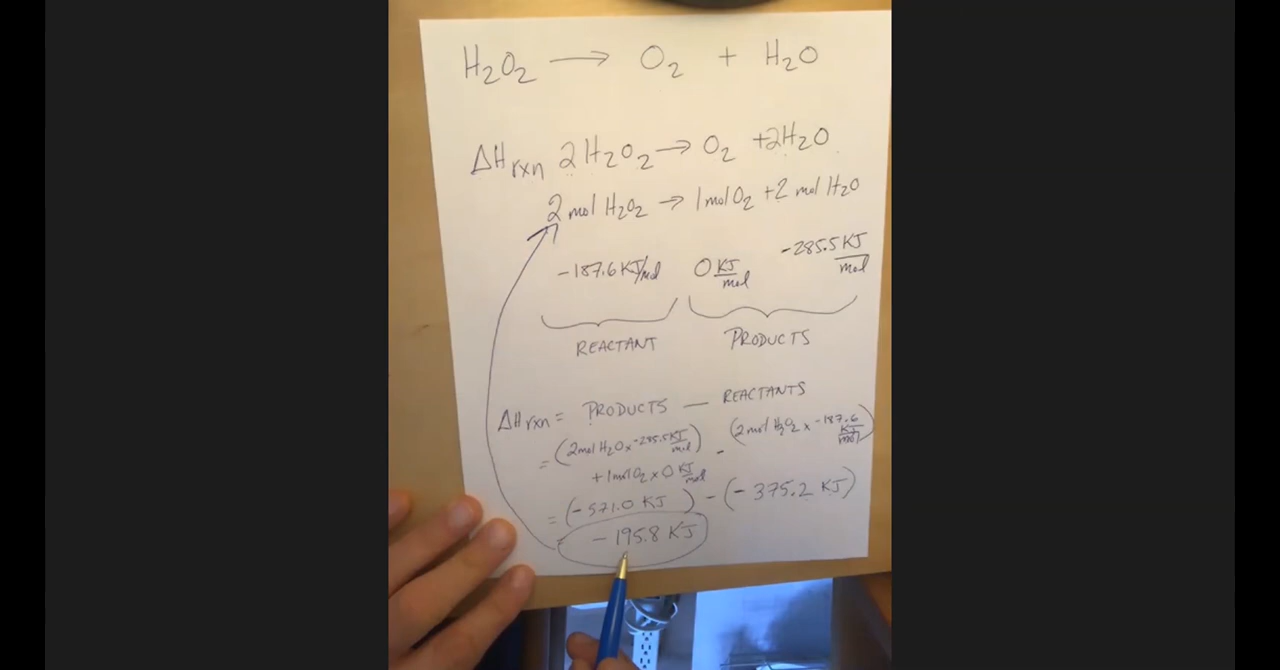 H2O2 → O2 + H2O
ΔHrxn 2H2O2 → O2 + 2H2O
2 mol H2O2 → 1 mol O2 + 2 mol H2O
-187.6 KJ/mol 0 KJ/mol -285.5 KJ/mol
REACTANT PRODUCTS
ΔHrxn = PRODUCTS — REACTANTS
= (2 mol H2O x -285.5 KJ/mol + 1 mol O2 x 0 KJ/mol) - (2 mol H2O2 x -187.6 KJ/mol)
= (-571.0 KJ) - (-375.2 KJ)
= -195.8 KJ